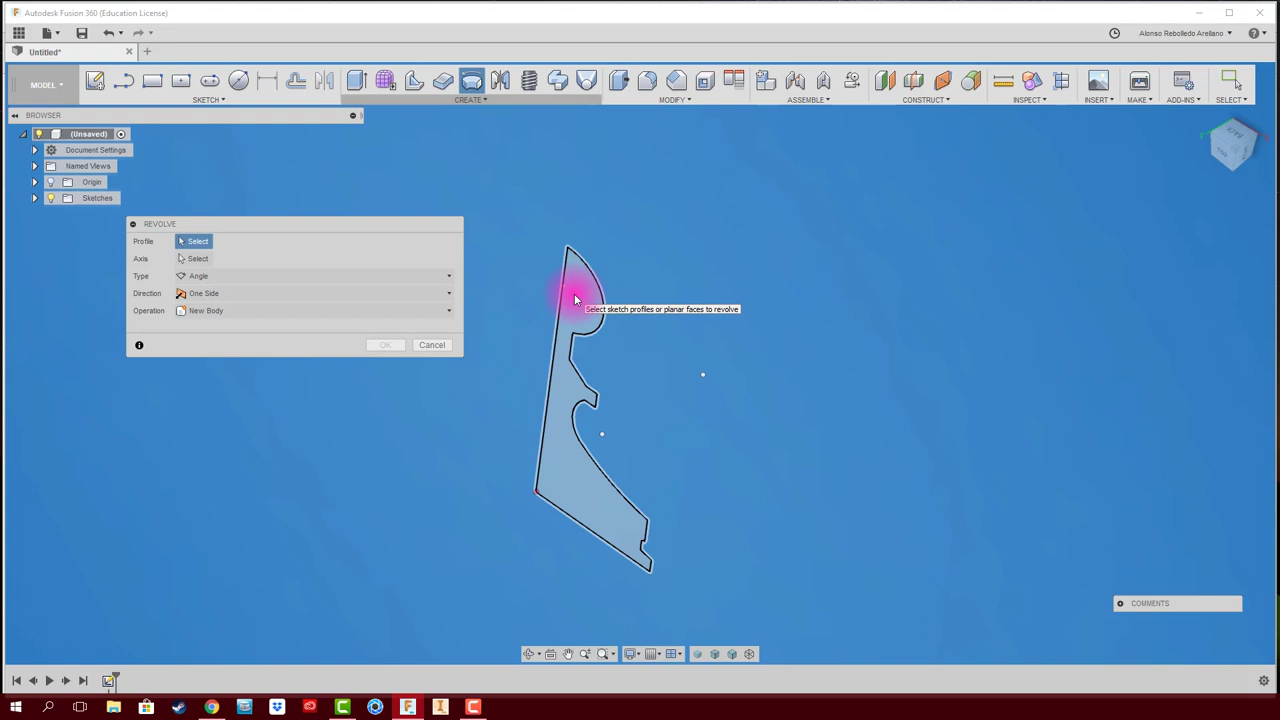 Autodesk Fusion 360 (Education License)
Alonso Rebolledo Arellano
Untitled*
MODEL
SKETCH
CREATE
MODIFY
ASSEMBLE
CONSTRUCT
INSPECT
INSERT
MAKE
ADD-INS
SELECT
BROWSER
(Unsaved)
Document Settings
Named Views
Origin
Sketches
REVOLVE
Profile Select
Axis Select
Type Angle
Direction One Side
Operation New Body
OK Cancel
Select sketch profiles or planar faces to revolve
COMMENTS